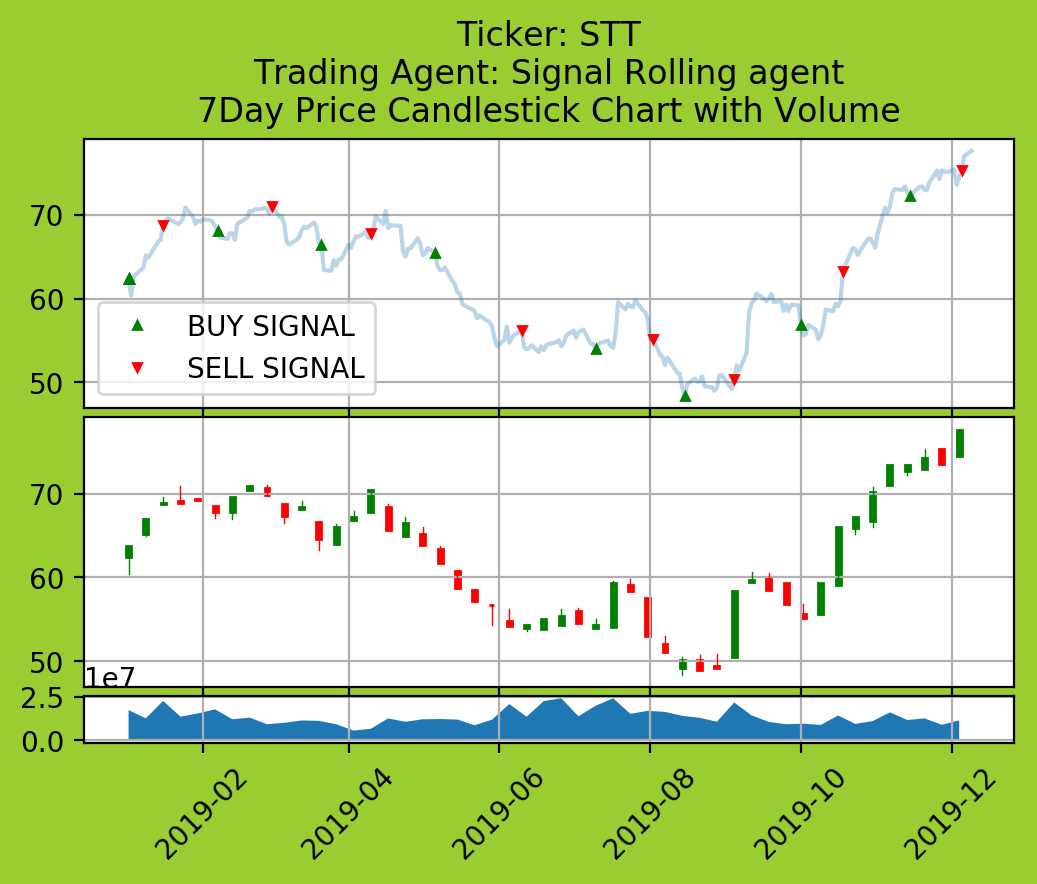 Ticker: STT
Trading Agent: Signal Rolling agent
7Day Price Candlestick Chart with Volume
70
60
50
BUY SIGNAL
SELL SIGNAL
70
60
50
1e7
2.5
0.0
2019-02
2019-04
2019-06
2019-08
2019-10
2019-12